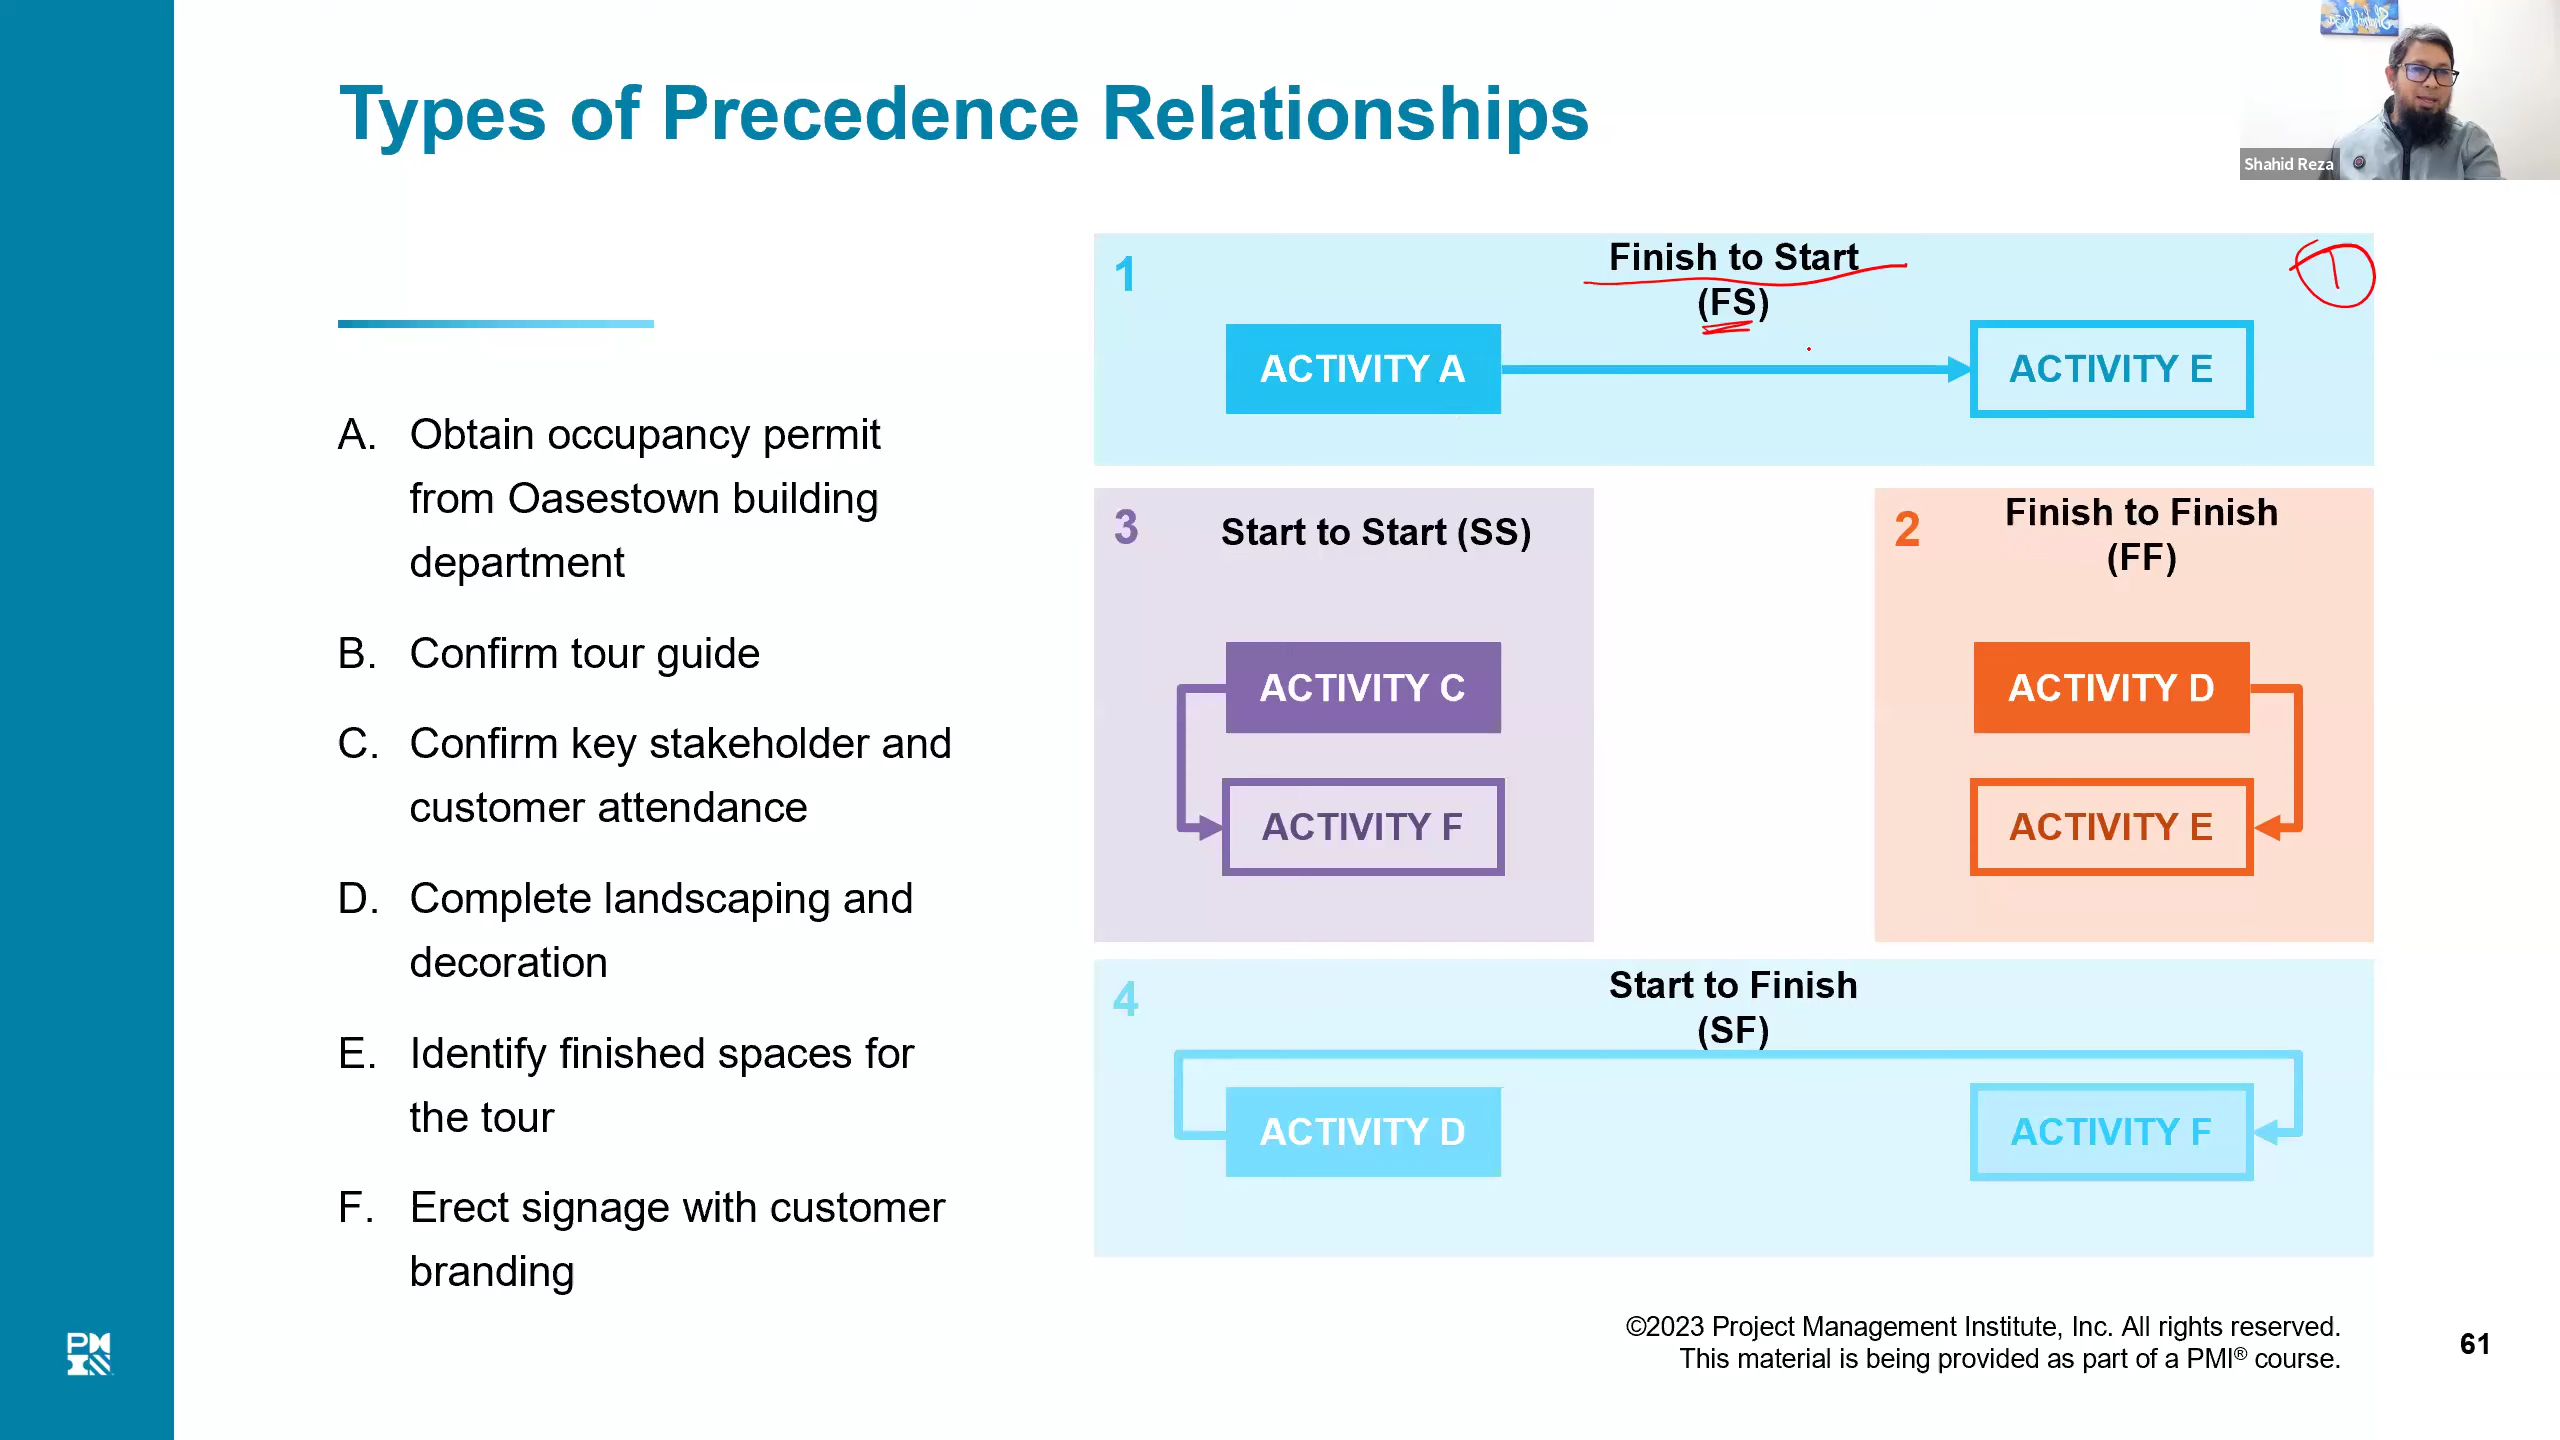 Types of Precedence Relationships
Shahid Reza
A. Obtain occupancy permit
from Oasestown building
department
B. Confirm tour guide
C. Confirm key stakeholder and
customer attendance
D. Complete landscaping and
decoration
E. Identify finished spaces for
the tour
F. Erect signage with customer
branding
1
Finish to Start
(FS)
1
ACTIVITY A
ACTIVITY E
3
Start to Start (SS)
ACTIVITY C
ACTIVITY F
2
Finish to Finish
(FF)
ACTIVITY D
ACTIVITY E
4
Start to Finish
(SF)
ACTIVITY D
ACTIVITY F
©2023 Project Management Institute, Inc. All rights reserved.
This material is being provided as part of a PMI® course.
61
PMI